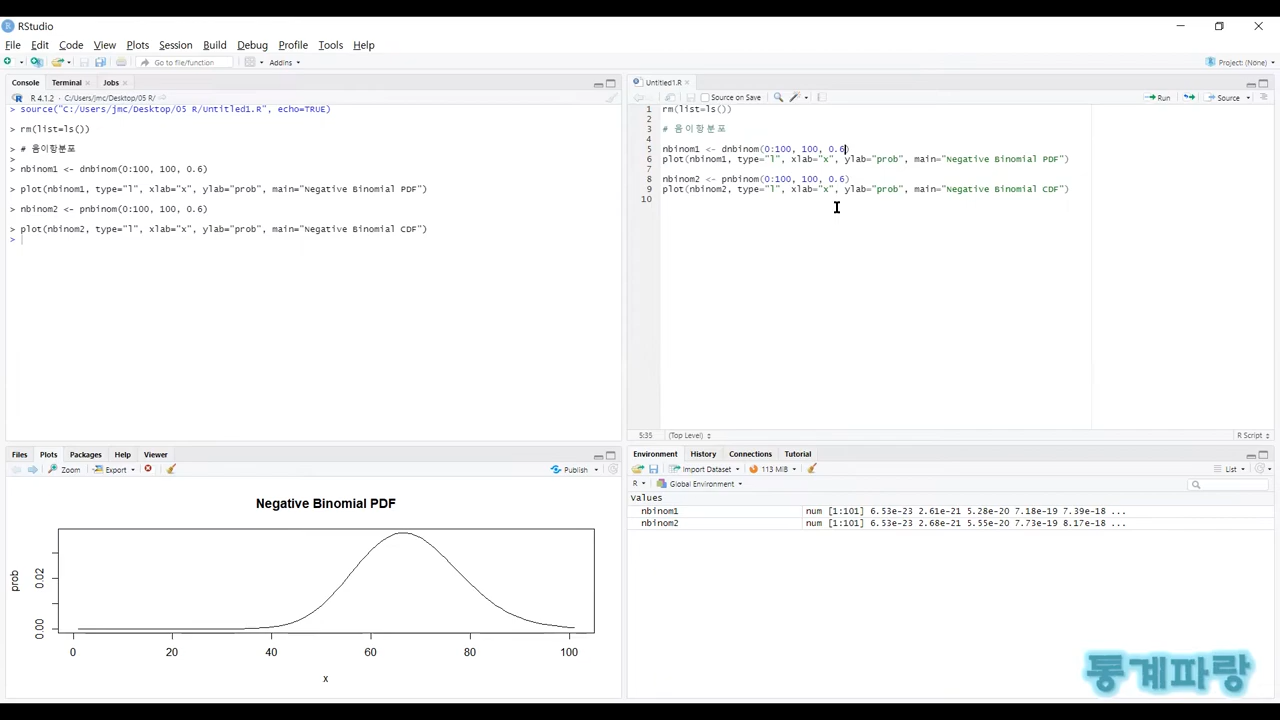 RStudio
File Edit Code View Plots Session Build Debug Profile Tools Help
Go to file/function Addins Project: (None)
Console Terminal Jobs
R 4.1.2 · C:/Users/jmc/Desktop/05 R/
> source("C:/Users/jmc/Desktop/05 R/Untitled1.R", echo=TRUE)
> rm(list=ls())
> # 음이항분포
>
> nbinom1 <- dnbinom(0:100, 100, 0.6)
> plot(nbinom1, type="l", xlab="x", ylab="prob", main="Negative Binomial PDF")
> nbinom2 <- pnbinom(0:100, 100, 0.6)
> plot(nbinom2, type="l", xlab="x", ylab="prob", main="Negative Binomial CDF")
>
Untitled1.R
Source on Save Run Source
1 rm(list=ls())
2
3 # 음이항분포
4
5 nbinom1 <- dnbinom(0:100, 100, 0.6)
6 plot(nbinom1, type="l", xlab="x", ylab="prob", main="Negative Binomial PDF")
7
8 nbinom2 <- pnbinom(0:100, 100, 0.6)
9 plot(nbinom2, type="l", xlab="x", ylab="prob", main="Negative Binomial CDF")
10
5:35 (Top Level) R Script
Files Plots Packages Help Viewer
Zoom Export Publish
Negative Binomial PDF
prob
0.02
0.00
0 20 40 60 80 100
x
Environment History Connections Tutorial
Import Dataset 113 MiB List
R Global Environment
Values
nbinom1 num [1:101] 6.53e-23 2.61e-21 5.28e-20 7.18e-19 7.39e-18 ...
nbinom2 num [1:101] 6.53e-23 2.68e-21 5.55e-20 7.73e-19 8.17e-18 ...
통계파랑